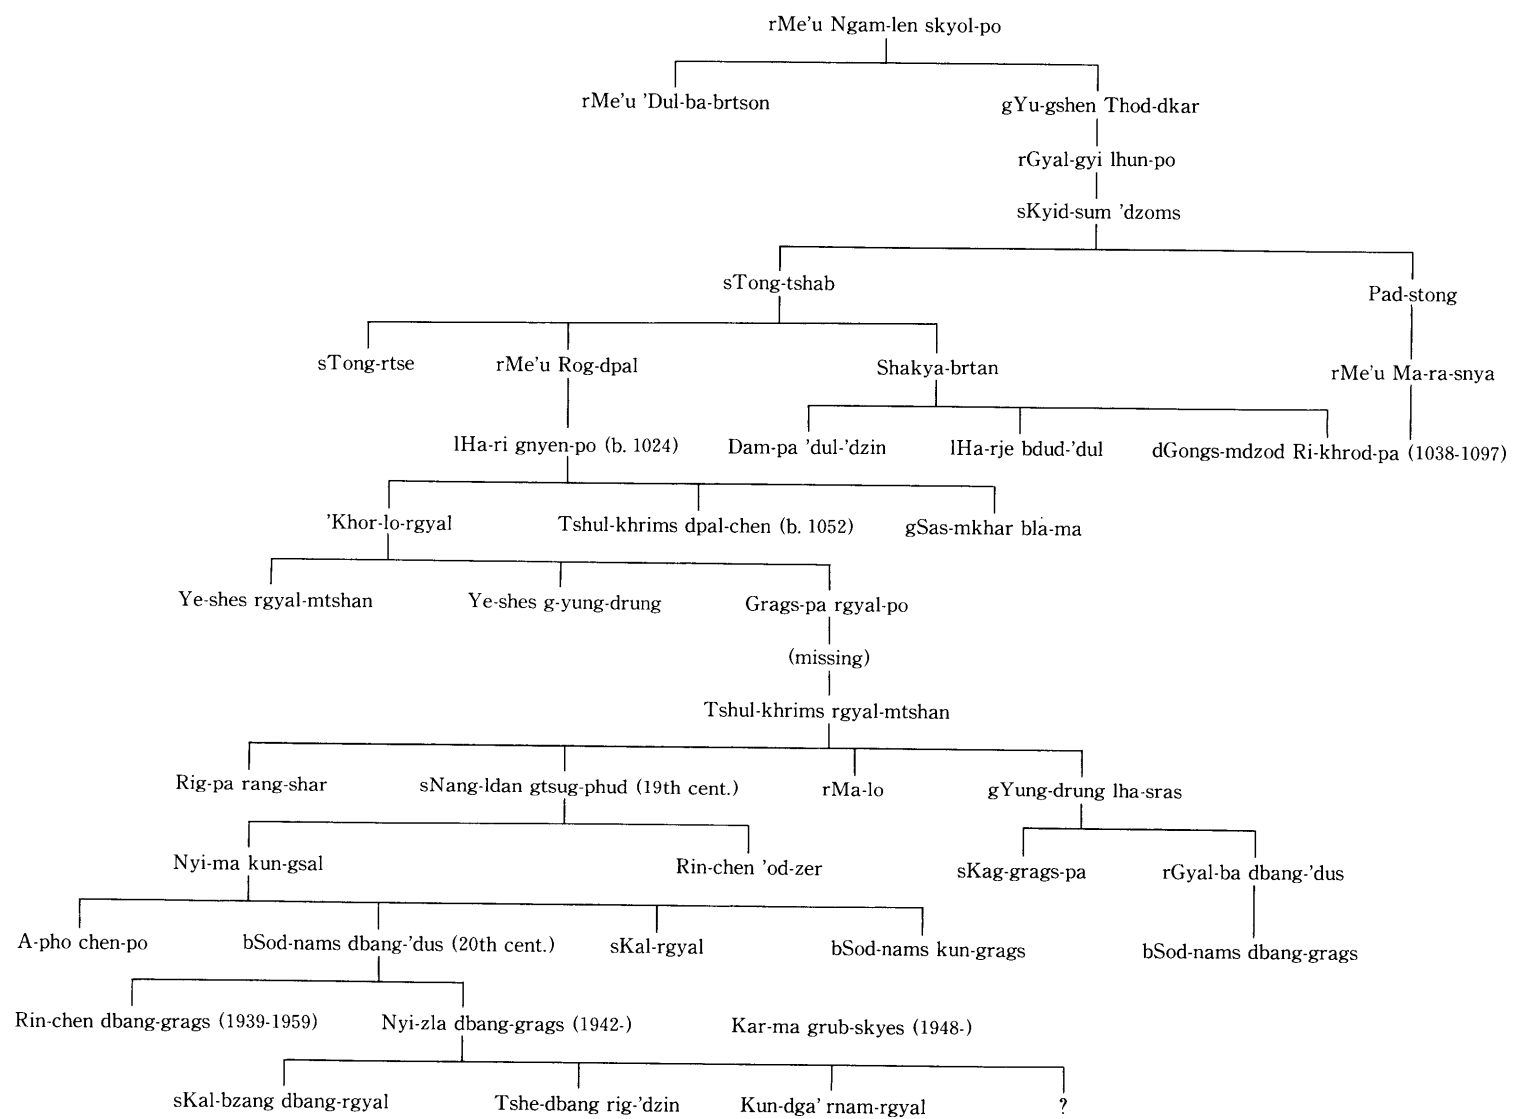 rMe'u Ngam-len skyol-po
rMe'u 'Dul-ba-brtson gYu-gshen Thod-dkar
rGyal-gyi lhun-po
sKyid-sum 'dzoms
sTong-tshab Pad-stong
sTong-rtse rMe'u Rog-dpal Shakya-brtan rMe'u Ma-ra-snya
lHa-ri gnyen-po (b. 1024) Dam-pa 'dul-'dzin lHa-rje bdud-'dul dGongs-mdzod Ri-khrod-pa (1038-1097)
'Khor-lo-rgyal Tshul-khrims dpal-chen (b. 1052) gSas-mkhar bla-ma
Ye-shes rgyal-mtshan Ye-shes g-yung-drung Grags-pa rgyal-po
(missing)
Tshul-khrims rgyal-mtshan
Rig-pa rang-shar sNang-ldan gtsug-phud (19th cent.) rMa-lo gYung-drung lha-sras
Nyi-ma kun-gsal Rin-chen 'od-zer sKag-grags-pa rGyal-ba dbang-'dus
A-pho chen-po bSod-nams dbang-'dus (20th cent.) sKal-rgyal bSod-nams kun-grags bSod-nams dbang-grags
Rin-chen dbang-grags (1939-1959) Nyi-zla dbang-grags (1942-) Kar-ma grub-skyes (1948-)
sKal-bzang dbang-rgyal Tshe-dbang rig-'dzin Kun-dga' rnam-rgyal ?